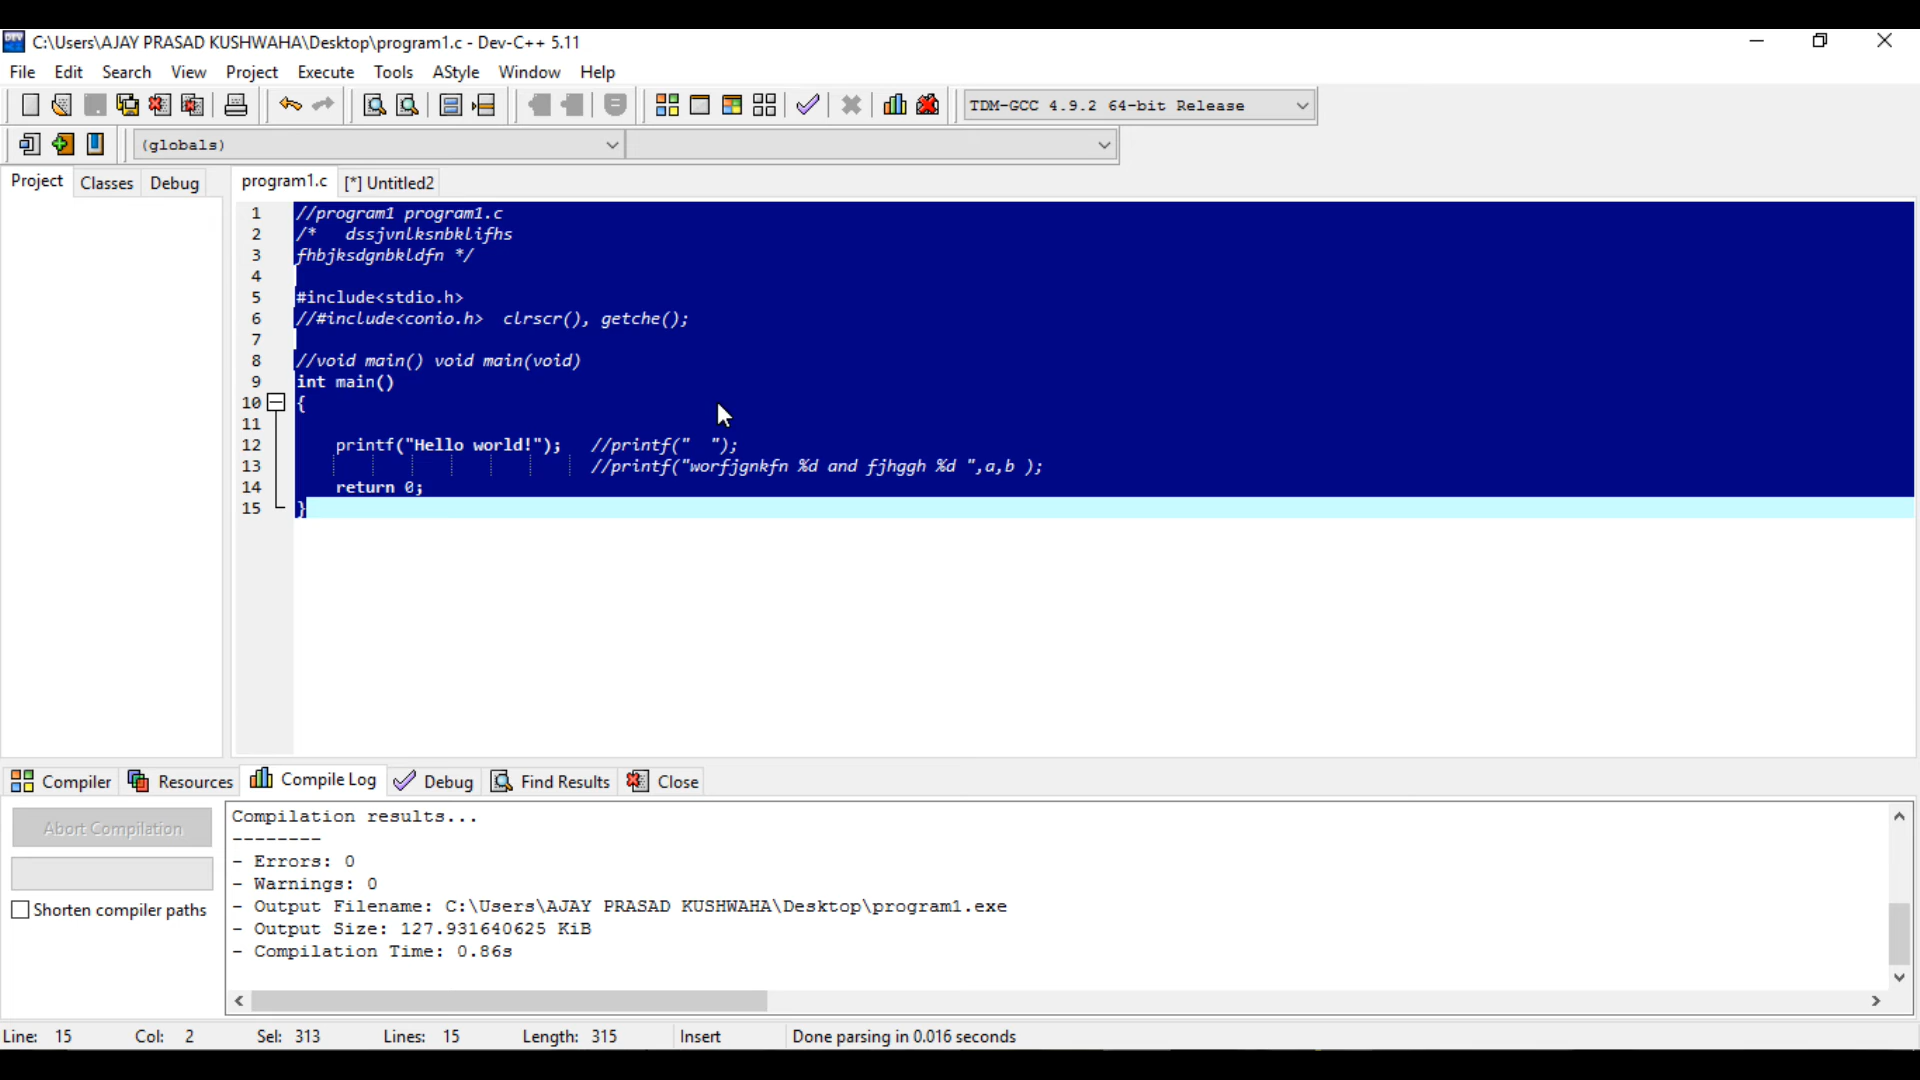 C:\Users\AJAY PRASAD KUSHWAHA\Desktop\program1.c - Dev-C++ 5.11
File Edit Search View Project Execute Tools AStyle Window Help
TDM-GCC 4.9.2 64-bit Release
(globals)
Project Classes Debug program1.c [*] Untitled2
1 //program1 program1.c
2 /* dssjvnlksnbklifhs
3 fhbjksdgnbkldfn */
4
5 #include<stdio.h>
6 //#include<conio.h> clrscr(), getche();
7
8 //void main() void main(void)
9 int main()
10 {
11
12 printf("Hello world!"); //printf(" ");
13 //printf("worfjgnkfn %d and fjhggh %d ",a,b );
14 return 0;
15 }
Compiler Resources Compile Log Debug Find Results Close
Abort Compilation
Shorten compiler paths
Compilation results...
--------
- Errors: 0
- Warnings: 0
- Output Filename: C:\Users\AJAY PRASAD KUSHWAHA\Desktop\program1.exe
- Output Size: 127.931640625 KiB
- Compilation Time: 0.86s
Line: 15 Col: 2 Sel: 313 Lines: 15 Length: 315 Insert Done parsing in 0.016 seconds